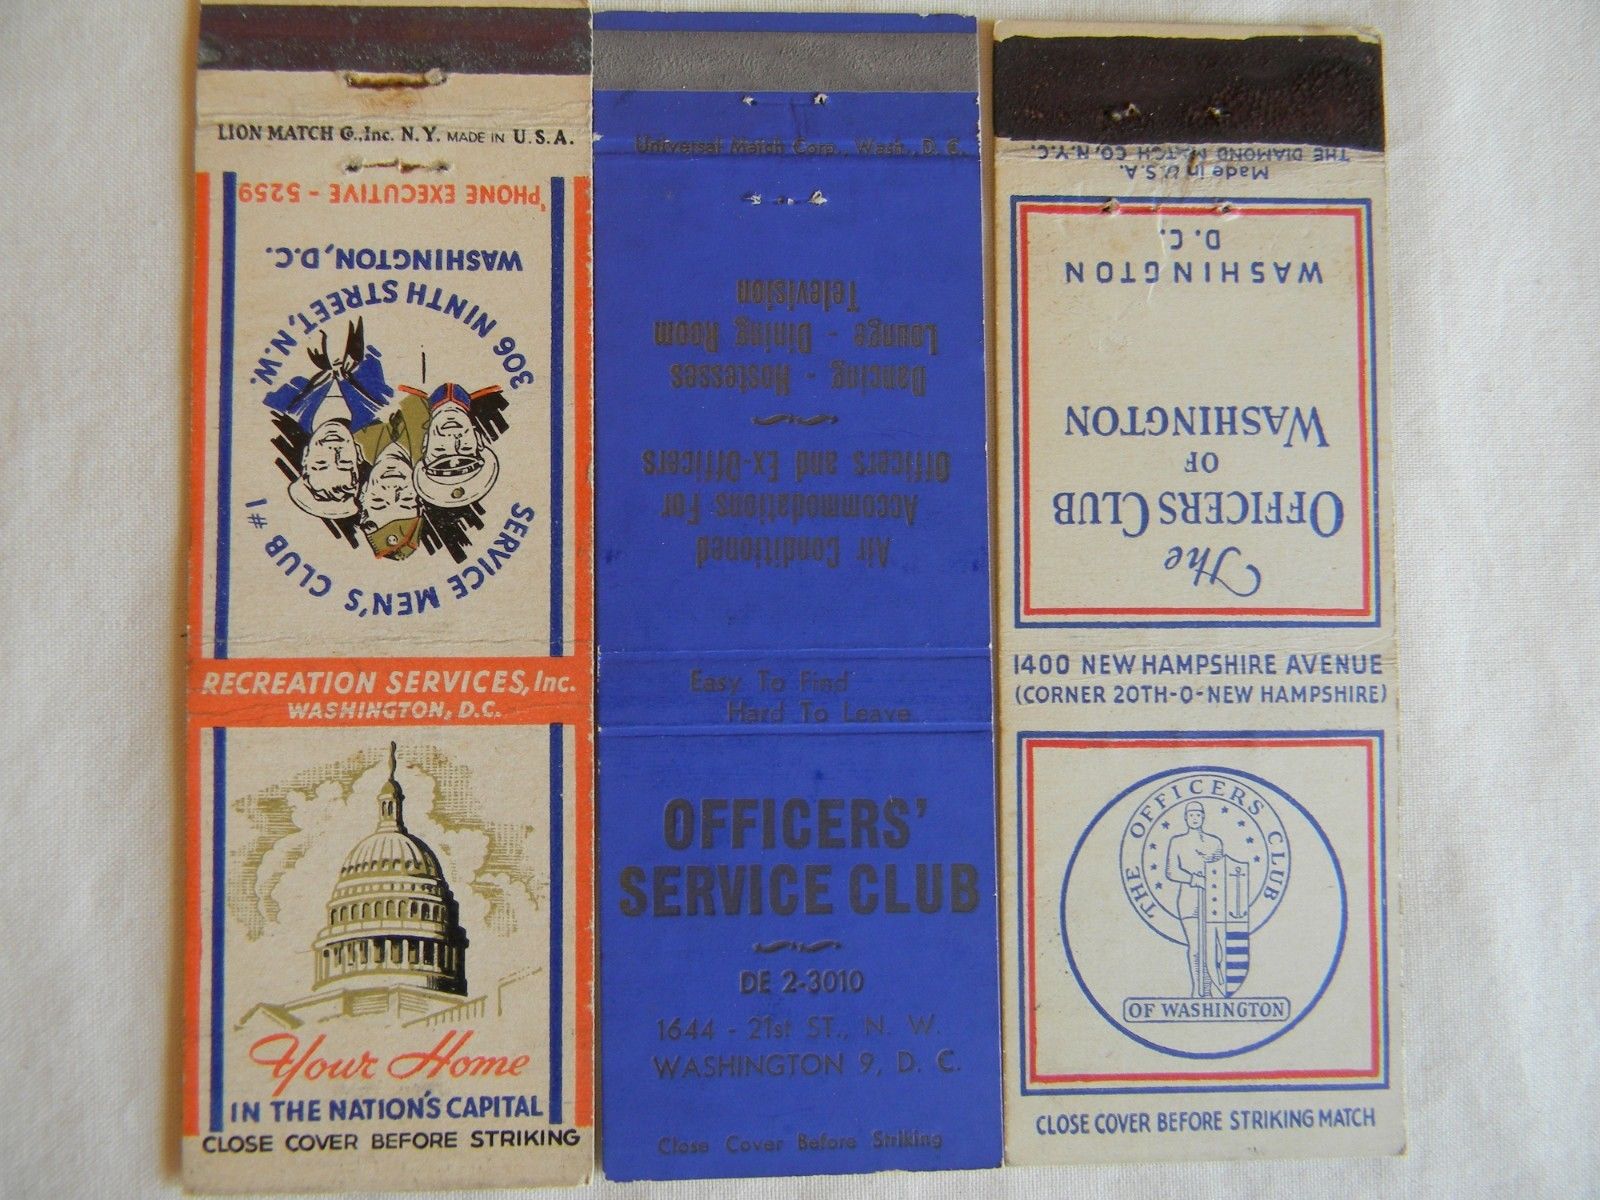 LION MATCH Co., Inc. N.Y. MADE IN U.S.A.
'PHONE EXECUTIVE - 5259
SERVICE MEN'S CLUB #1
306 NINTH STREET, N.W.
WASHINGTON, D.C.
RECREATION SERVICES, Inc.
WASHINGTON, D.C.
Your Home
IN THE NATION'S CAPITAL
CLOSE COVER BEFORE STRIKING
Universal Match Corp., Wash., D. C.
Air Conditioned
Accommodations For
Officers and Ex-Officers
Dancing - Hostesses
Lounge - Dining Room
Television
Easy To Find
Hard To Leave
OFFICERS'
SERVICE CLUB
DE 2-3010
1644 - 21st ST., N. W.
WASHINGTON 9, D. C.
Close Cover Before Striking
Made in U.S.A.
THE DIAMOND MATCH CO., N.Y.C.
The
OFFICERS CLUB
OF
WASHINGTON
WASHINGTON
D. C.
1400 NEW HAMPSHIRE AVENUE
(CORNER 20TH-O-NEW HAMPSHIRE)
THE OFFICERS CLUB
OF WASHINGTON
CLOSE COVER BEFORE STRIKING MATCH